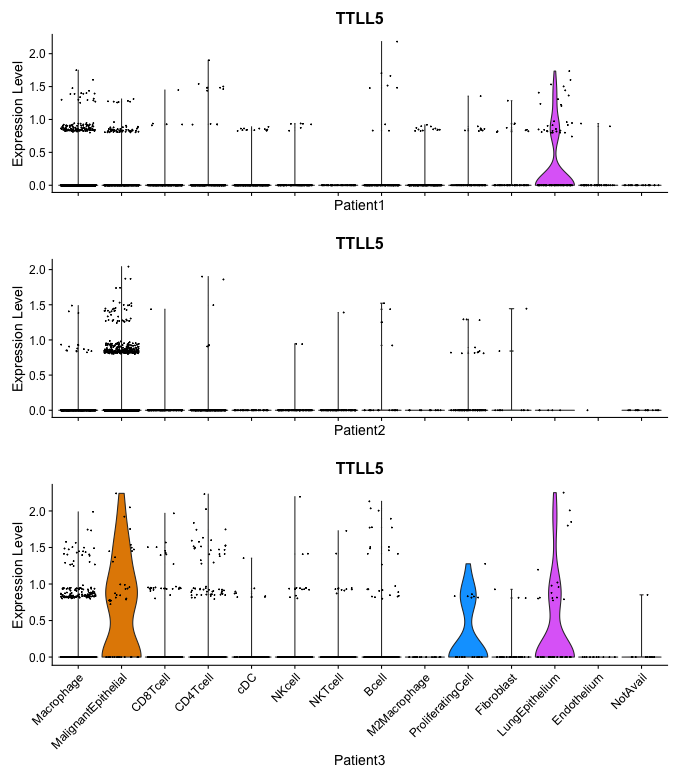 TTLL5
Expression Level
2.0
1.5
1.0
0.5
0.0
Patient1
TTLL5
Expression Level
2.0
1.5
1.0
0.5
0.0
Patient2
TTLL5
Expression Level
2.0
1.5
1.0
0.5
0.0
Macrophage
MalignantEpithelial
CD8Tcell
CD4Tcell
cDC
NKcell
NKTcell
Bcell
M2Macrophage
ProliferatingCell
Fibroblast
LungEpithelium
Endothelium
NotAvail
Patient3